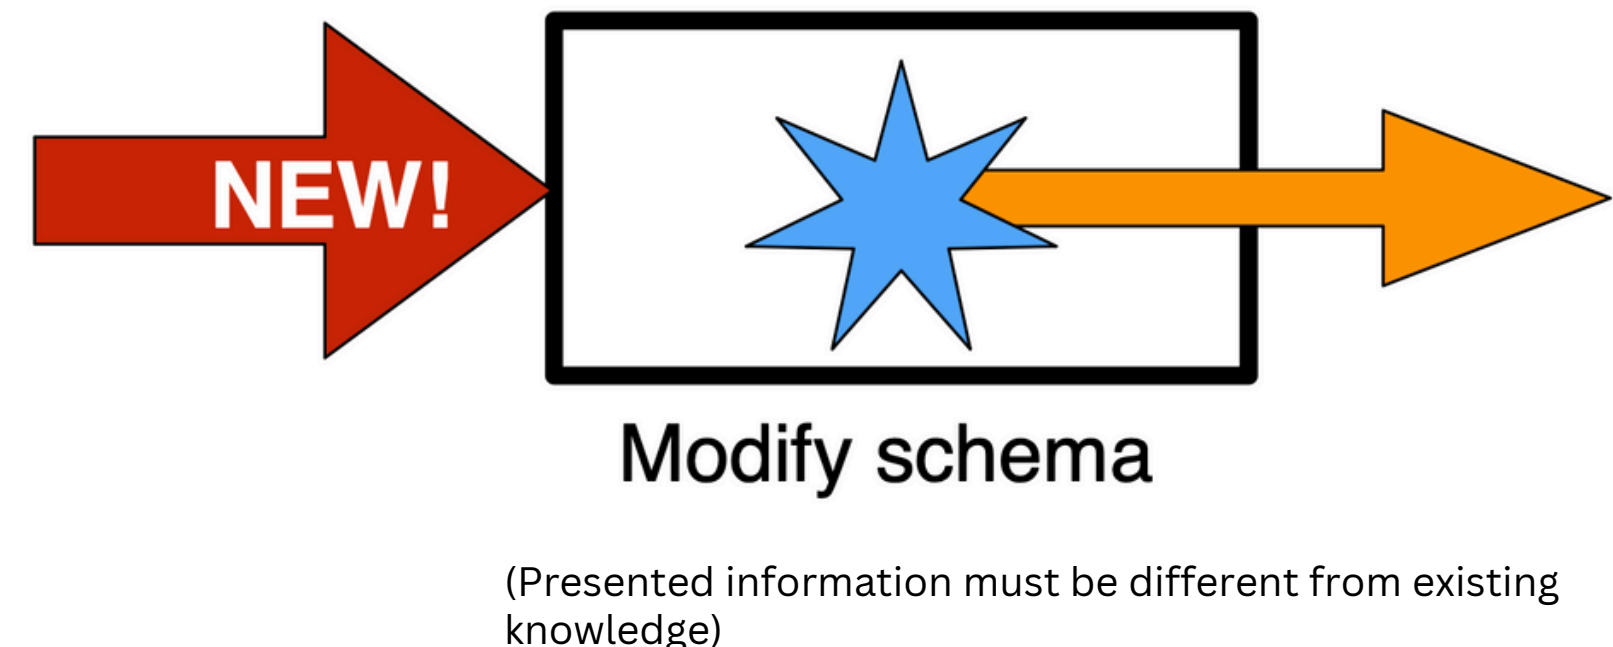 NEW!
Modify schema
(Presented information must be different from existing
knowledge)